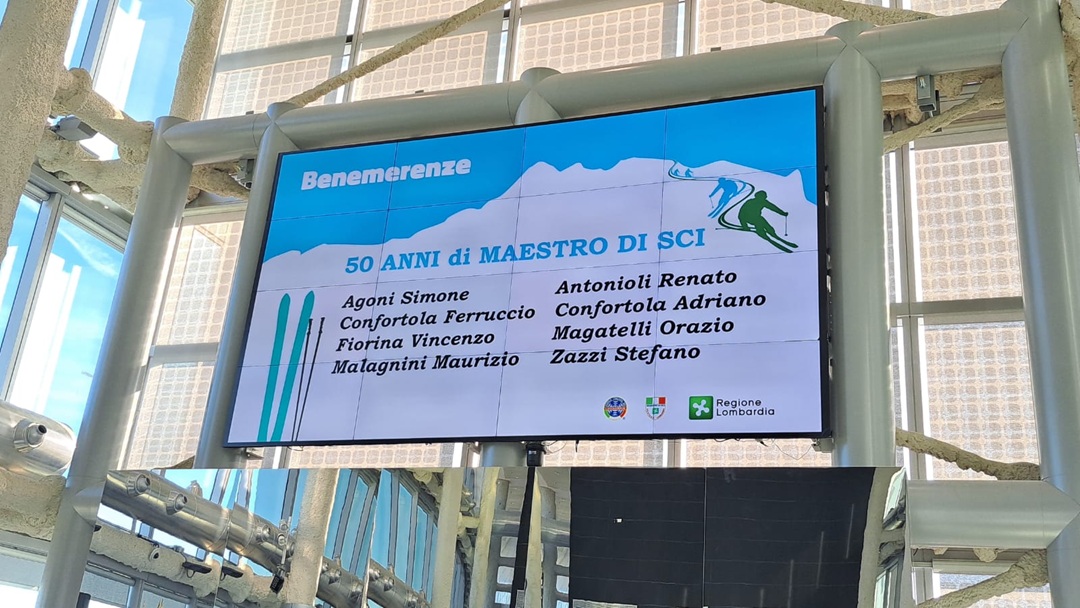 Benemerenze
50 ANNI di MAESTRO DI SCI
Agoni Simone
Confortola Ferruccio
Fiorina Vincenzo
Malagnini Maurizio
Antonioli Renato
Confortola Adriano
Magatelli Orazio
Zazzi Stefano
Regione
Lombardia